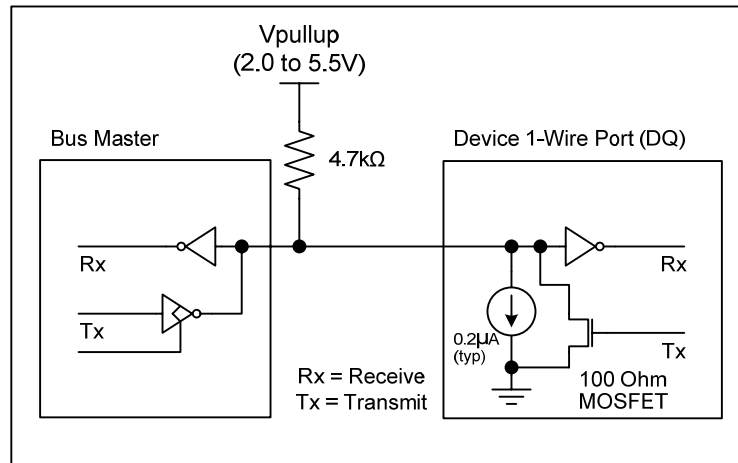 Vpullup
(2.0 to 5.5V)
Bus Master
4.7kΩ
Device 1-Wire Port (DQ)
Rx
Tx
0.2µA
(typ)
Rx
Tx
Rx = Receive
Tx = Transmit
100 Ohm
MOSFET